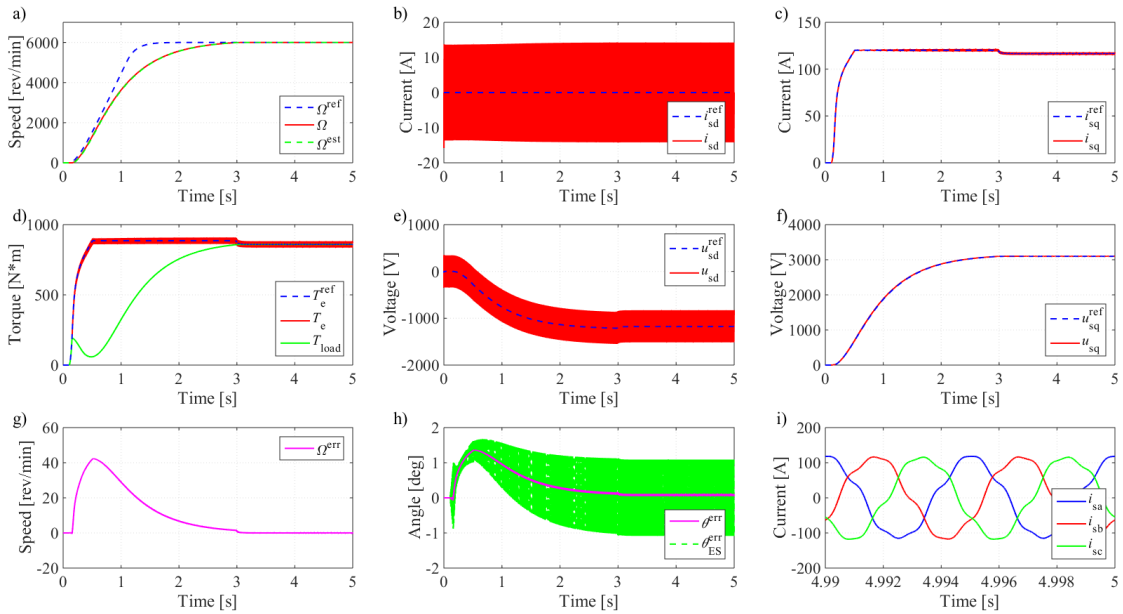 a)
Speed [rev/min]
6000
4000
2000
0
Ω^ref
Ω
Ω^est
0 1 2 3 4 5
Time [s]
b)
Current [A]
20
10
0
-10
-20
i_sd^ref
i_sd
0 1 2 3 4 5
Time [s]
c)
Current [A]
150
100
50
0
i_sq^ref
i_sq
0 1 2 3 4 5
Time [s]
d)
Torque [N*m]
1000
500
0
T_e^ref
T_e
T_load
0 1 2 3 4 5
Time [s]
e)
Voltage [V]
1000
0
-1000
-2000
u_sd^ref
u_sd
0 1 2 3 4 5
Time [s]
f)
Voltage [V]
4000
3000
2000
1000
0
u_sq^ref
u_sq
0 1 2 3 4 5
Time [s]
g)
Speed [rev/min]
60
40
20
0
-20
Ω^err
0 1 2 3 4 5
Time [s]
h)
Angle [deg]
2
1
0
-1
-2
θ^err
θ_ES^err
0 1 2 3 4 5
Time [s]
i)
Current [A]
200
100
0
-100
-200
i_sa
i_sb
i_sc
4.99 4.992 4.994 4.996 4.998 5
Time [s]